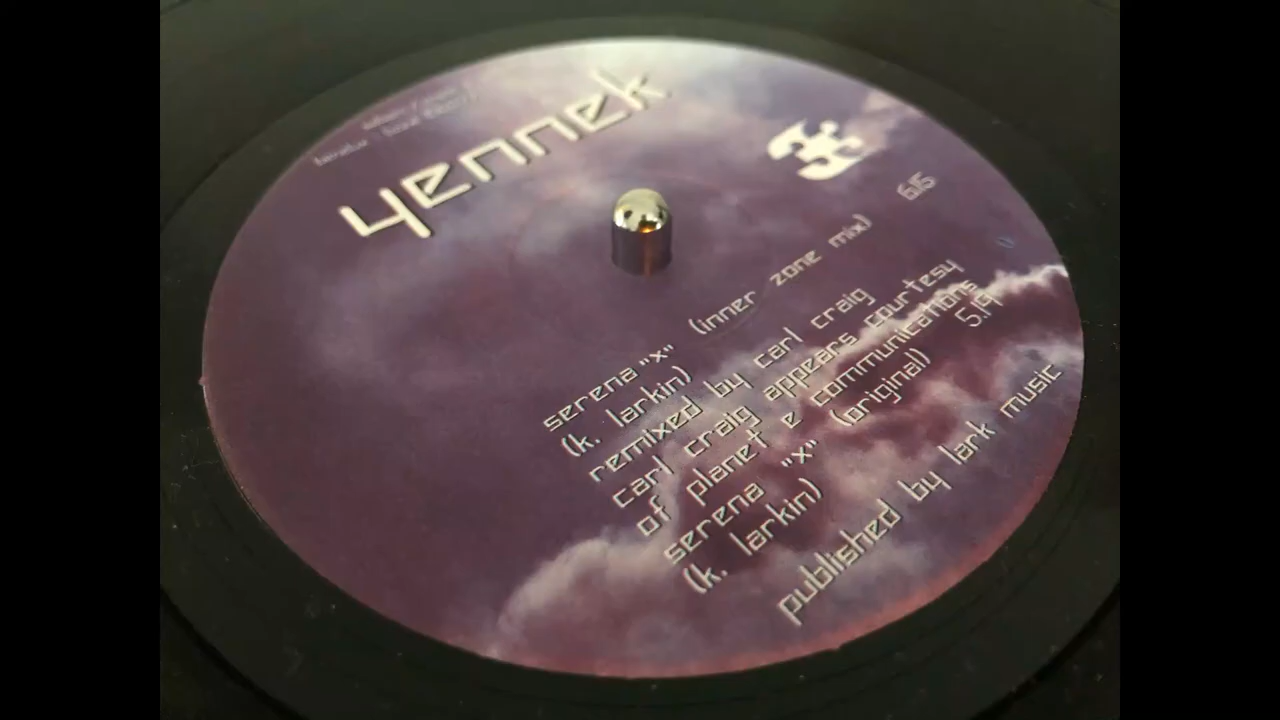 yennek
serena "x" (inner zone mix) 6.15
(k. larkin)
remixed by carl craig
carl craig appears courtesy
of planet e communications
serena "x" (original) 5.19
(k. larkin)
published by lark music